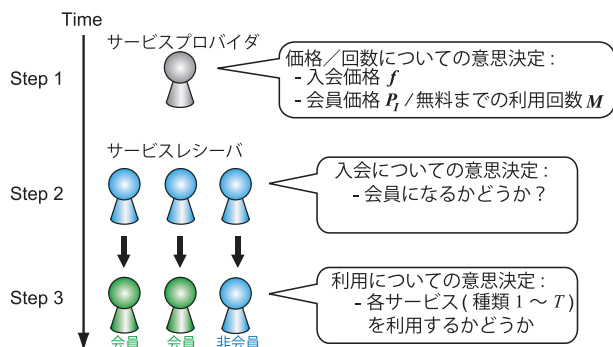 Time
サービスプロバイダ
Step 1
価格／回数についての意思決定：
- 入会価格 f
- 会員価格 P_I / 無料までの利用回数 M
サービスレシーバ
Step 2
入会についての意思決定：
- 会員になるかどうか？
Step 3
利用についての意思決定：
- 各サービス ( 種類 1 ～ T )
を利用するかどうか
会員 会員 非会員